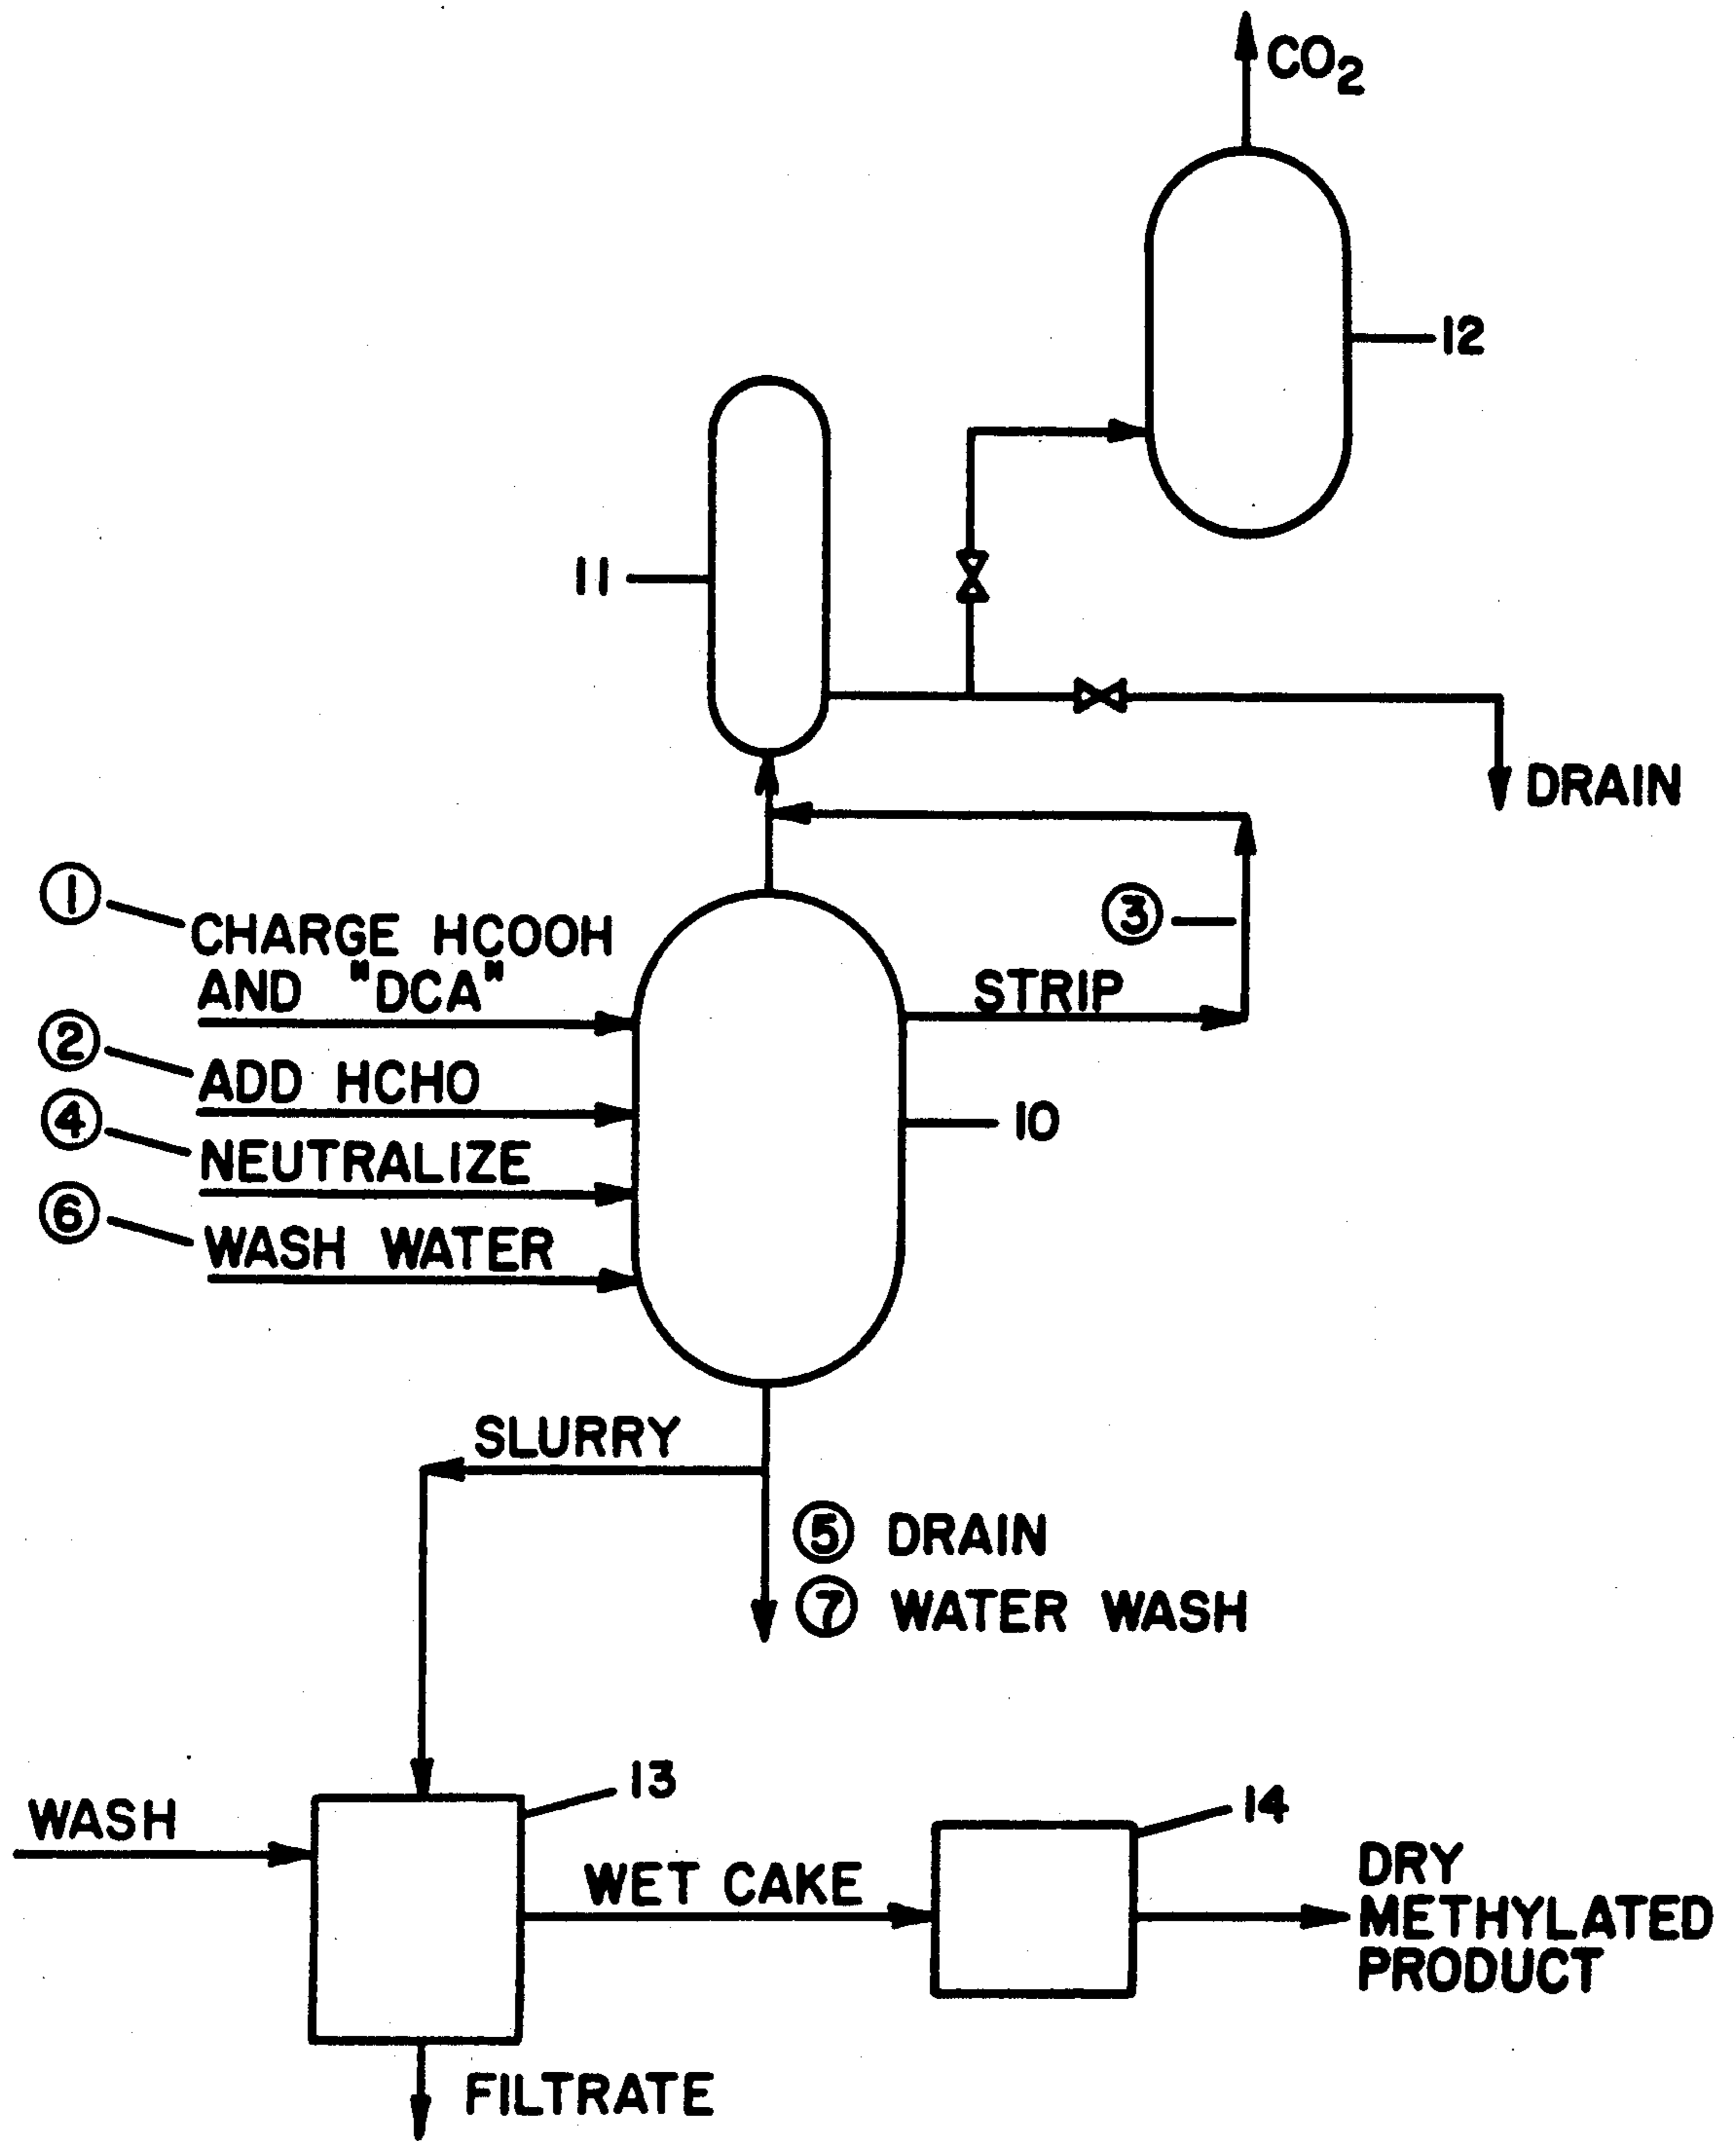 CO2
12
11
DRAIN
① CHARGE HCOOH
AND "DCA"
③
STRIP
② ADD HCHO
④ NEUTRALIZE
10
⑥ WASH WATER
SLURRY
⑤ DRAIN
⑦ WATER WASH
13
14
WASH
WET CAKE
DRY
METHYLATED
PRODUCT
FILTRATE